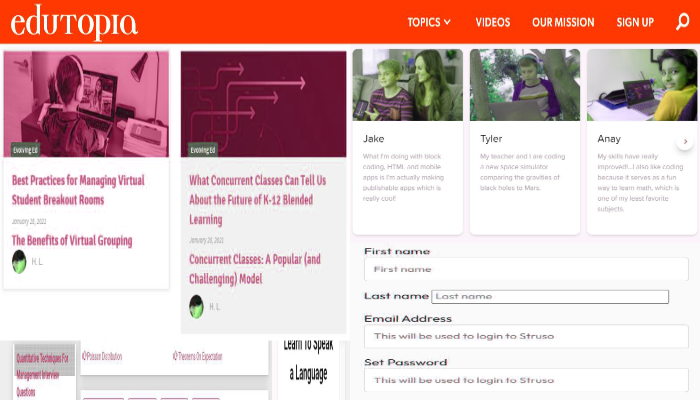 edutopia
TOPICS
VIDEOS
OUR MISSION
SIGN UP
Evolving Ed
Best Practices for Managing Virtual
Student Breakout Rooms
January 20, 2021
The Benefits of Virtual Grouping
H. L.
Evolving Ed
What Concurrent Classes Can Tell Us
About the Future of K-12 Blended
Learning
January 20, 2021
Concurrent Classes: A Popular (and
Challenging) Model
H. L.
Jake
What I'm doing with block
coding, HTML and mobile
apps is I'm actually making
publishable apps which is
really cool!
Tyler
My teacher and I are coding
a new space simulator
comparing the gravities of
black holes to Mars.
Anay
My skills have really
improved!.. I also like coding
because it serves as a fun
way to learn math, which is
one of my least favorite
subjects.
First name
First name
Last name Last name
Email Address
This will be used to login to Struso
Set Password
This will be used to login to Struso
Quantitative Techniques For
Management Interview
Questions
Poisson Distribution
Theorems On Expectation
Learn To Speak
a Language